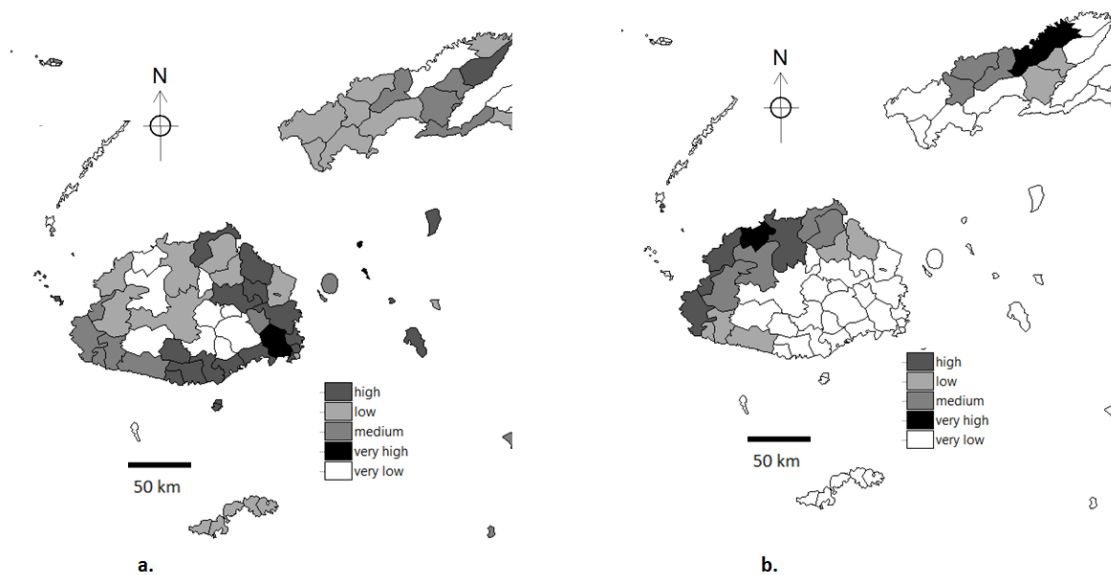 N
high
low
medium
very high
very low
50 km
a.
N
high
low
medium
very high
very low
50 km
b.